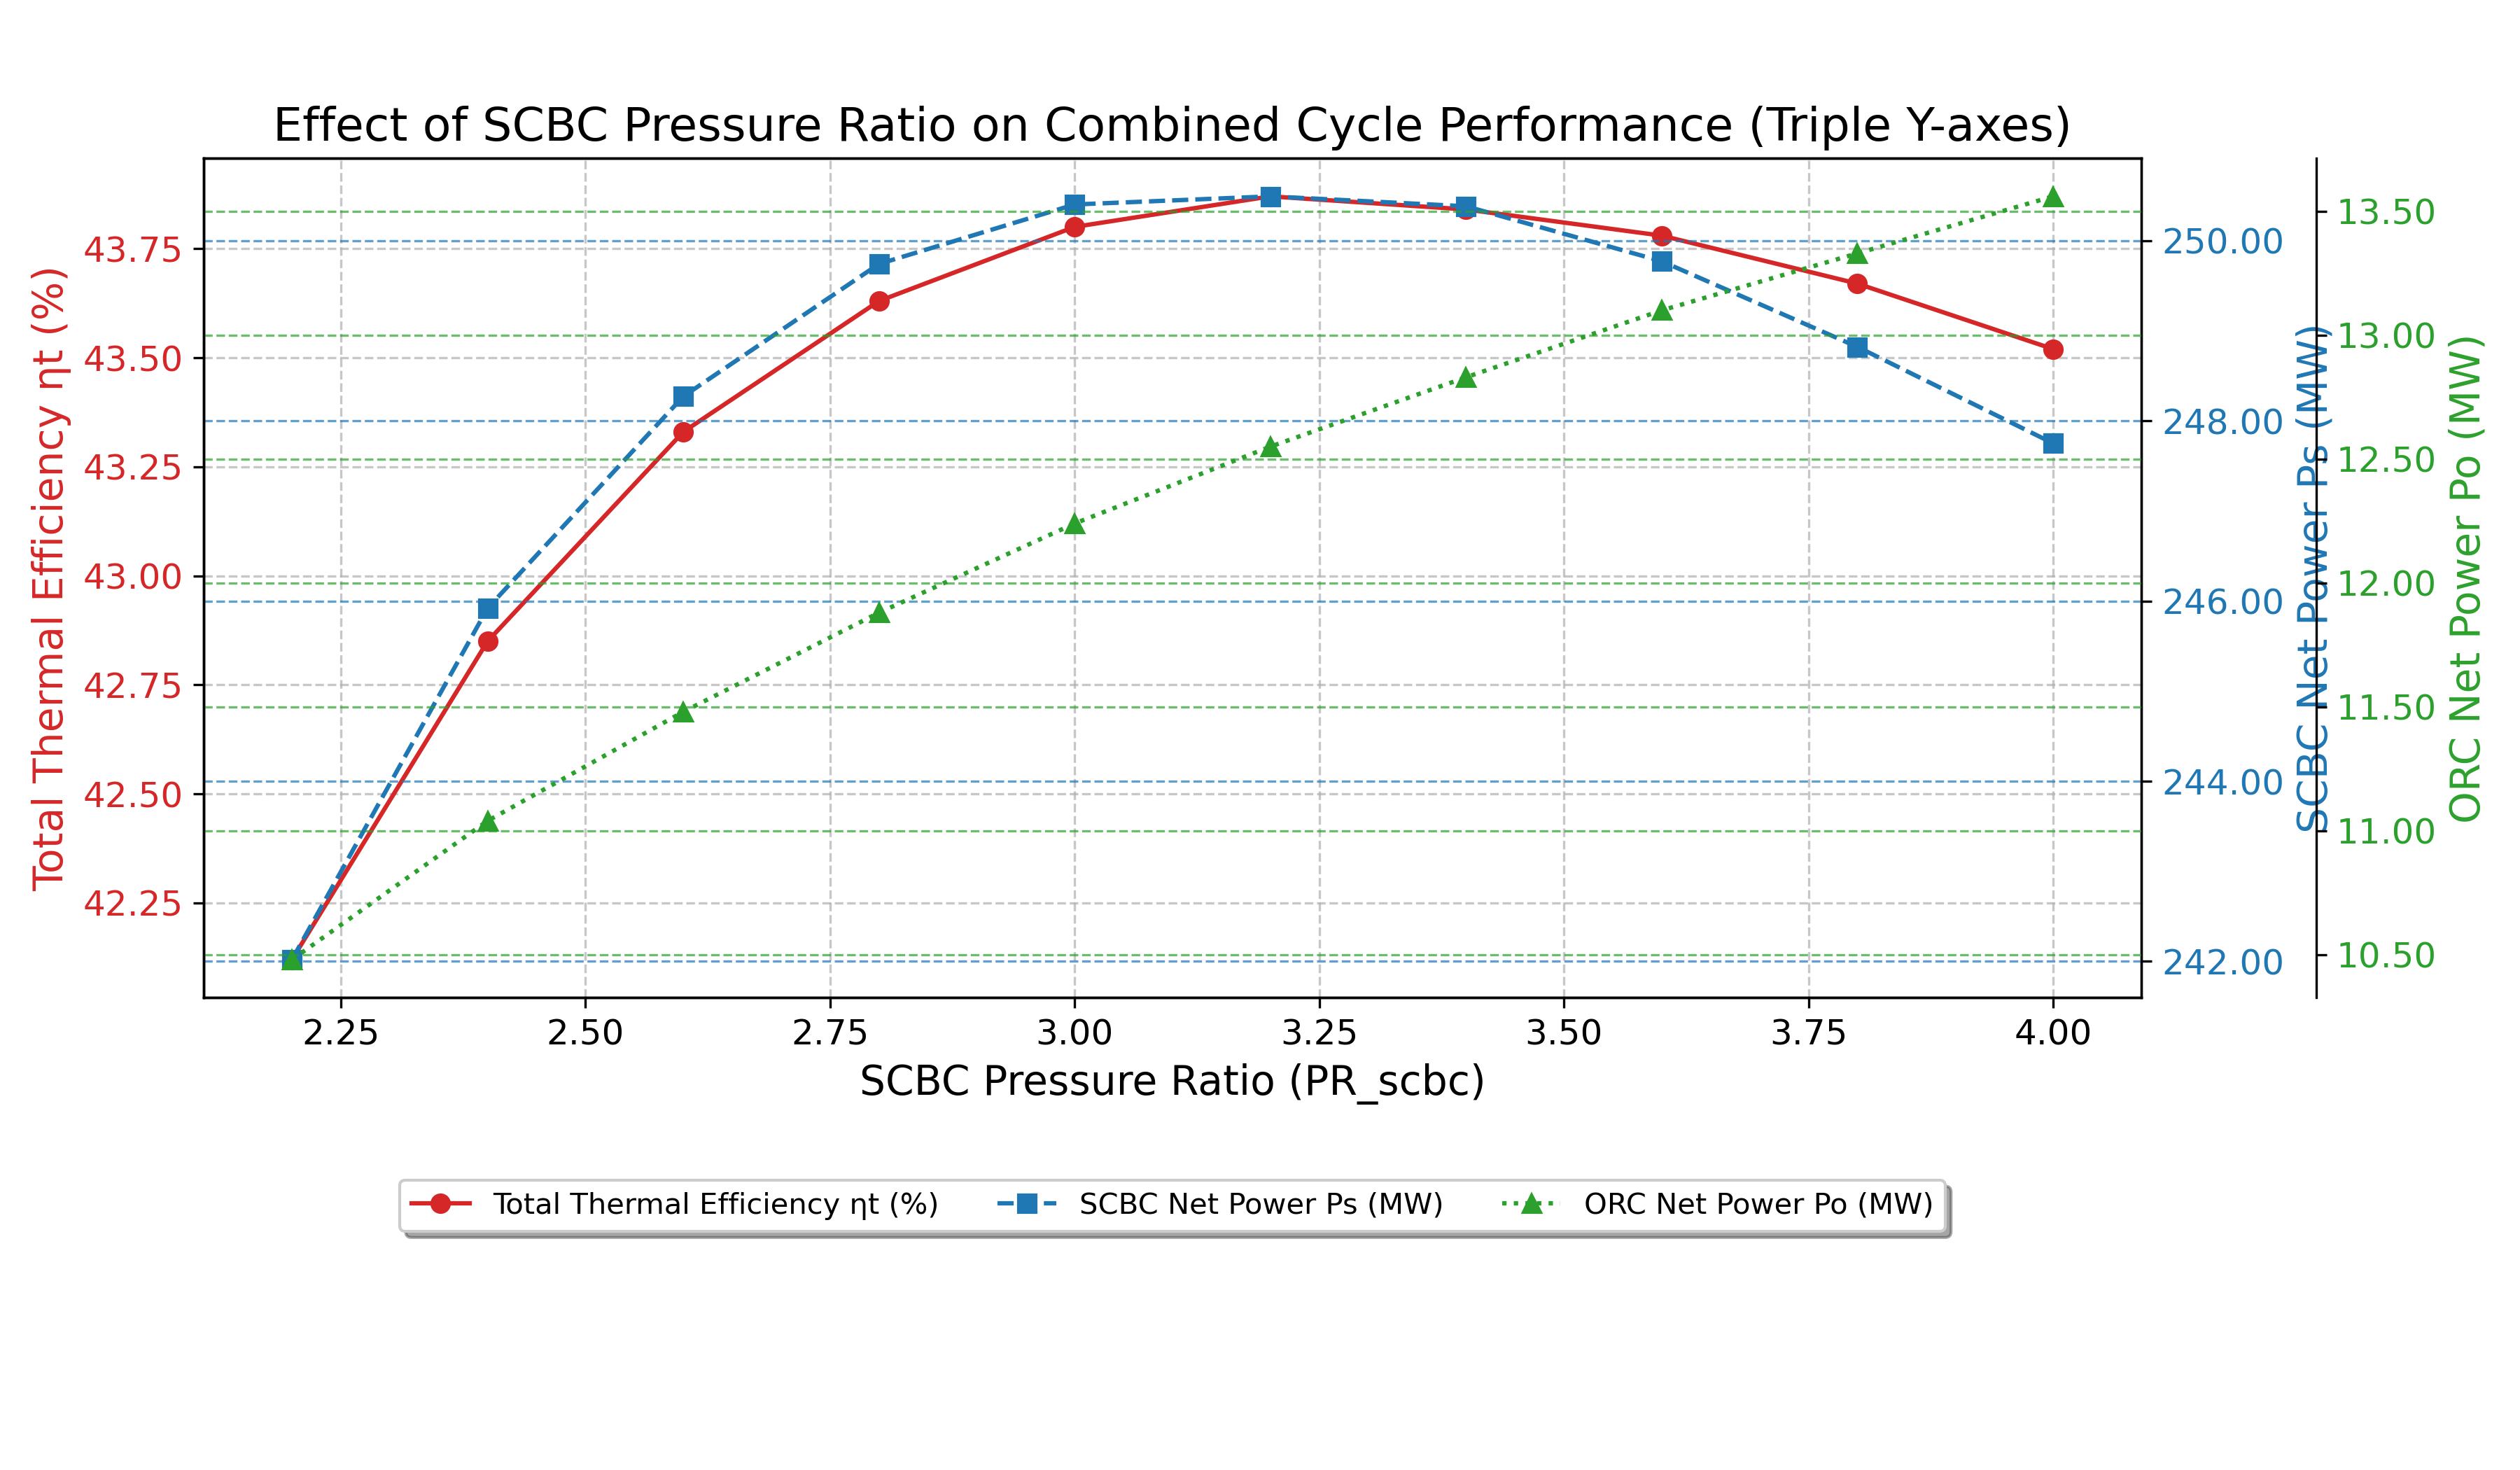 Effect of SCBC Pressure Ratio on Combined Cycle Performance (Triple Y-axes)
Total Thermal Efficiency ηt (%)
43.75
43.50
43.25
43.00
42.75
42.50
42.25
250.00
248.00
246.00
244.00
242.00
SCBC Net Power Ps (MW)
13.50
13.00
12.50
12.00
11.50
11.00
10.50
ORC Net Power Po (MW)
2.25 2.50 2.75 3.00 3.25 3.50 3.75 4.00
SCBC Pressure Ratio (PR_scbc)
Total Thermal Efficiency ηt (%) SCBC Net Power Ps (MW) ORC Net Power Po (MW)